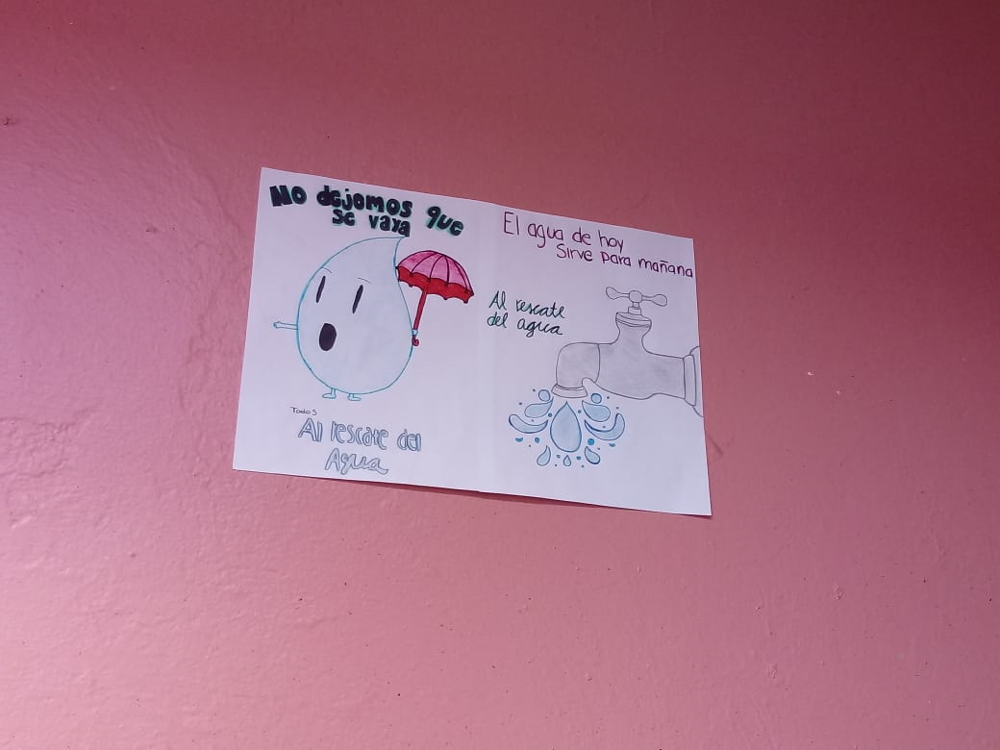 No dejemos que
se vaya
Todos
Al rescate del
Agua
El agua de hoy
Sirve para mañana
Al rescate
del agua